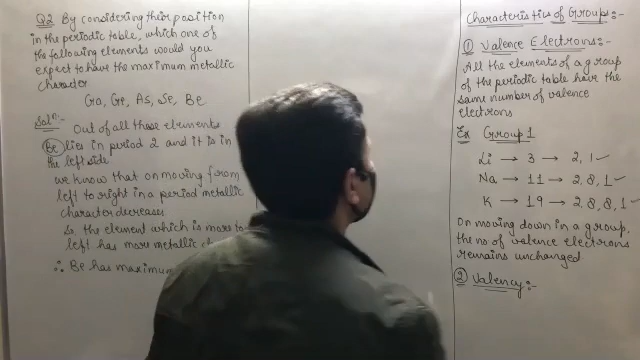 Q2 By considering their position
in the periodic table, which one of
the following elements would you
expect to have the maximum metallic
character
Ga, Ge, As, Se, Be
Soln:- Out of all these elements
Be lies in period 2 and it is in
the left side
we know that on moving from
left to right in a period metallic
character decreases
So, the element which is more to
left has more metallic
∴ Be has maximum
Characteristics of Group:-
① Valence Electrons:-
All the elements of a group
of the periodic table have the
same number of valence
electrons
Ex Group 1
Li → 3 → 2, 1 ✓
Na → 11 → 2, 8, 1 ✓
K → 19 → 2, 8, 8, 1 ✓
On moving down in a group,
the no of valence electrons
remains unchanged
② Valency:-